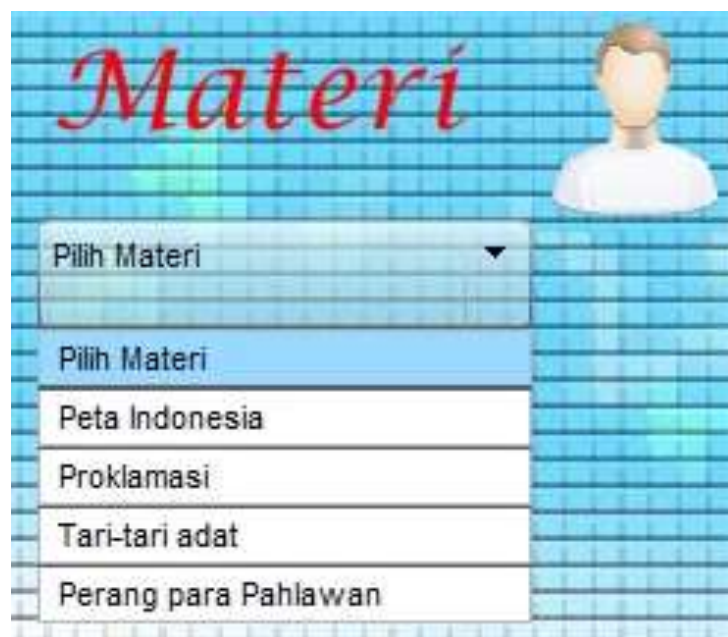 Materi
Pilih Materi
Pilih Materi
Peta Indonesia
Proklamasi
Tari-tari adat
Perang para Pahlawan